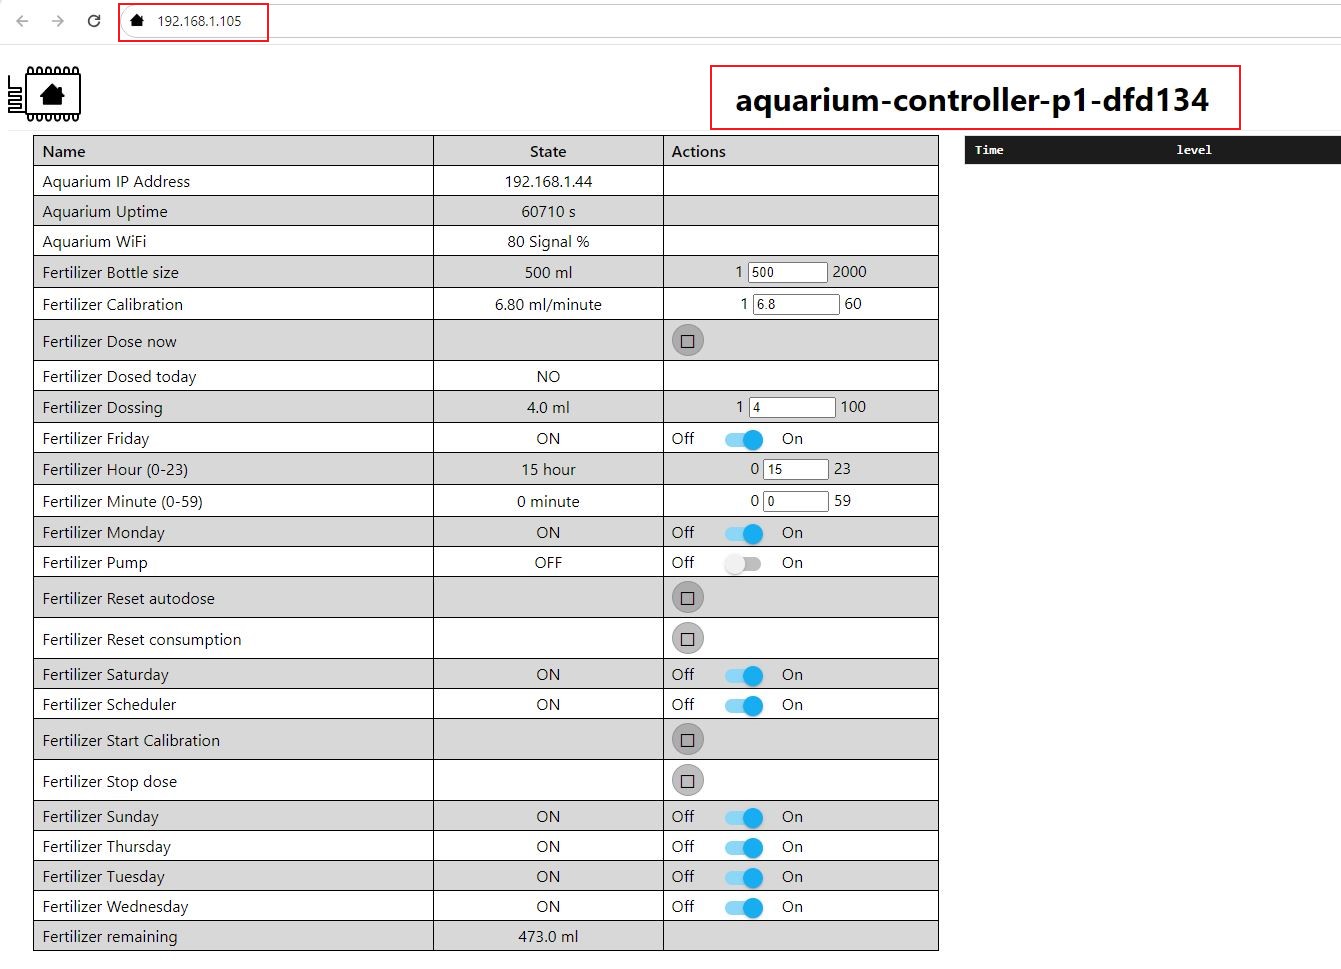 192.168.1.105
aquarium-controller-p1-dfd134
Name State Actions
Time level
Aquarium IP Address 192.168.1.44
Aquarium Uptime 60710 s
Aquarium WiFi 80 Signal %
Fertilizer Bottle size 500 ml 1 500 2000
Fertilizer Calibration 6.80 ml/minute 1 6.8 60
Fertilizer Dose now
Fertilizer Dosed today NO
Fertilizer Dossing 4.0 ml 1 4 100
Fertilizer Friday ON Off On
Fertilizer Hour (0-23) 15 hour 0 15 23
Fertilizer Minute (0-59) 0 minute 0 0 59
Fertilizer Monday ON Off On
Fertilizer Pump OFF Off On
Fertilizer Reset autodose
Fertilizer Reset consumption
Fertilizer Saturday ON Off On
Fertilizer Scheduler ON Off On
Fertilizer Start Calibration
Fertilizer Stop dose
Fertilizer Sunday ON Off On
Fertilizer Thursday ON Off On
Fertilizer Tuesday ON Off On
Fertilizer Wednesday ON Off On
Fertilizer remaining 473.0 ml